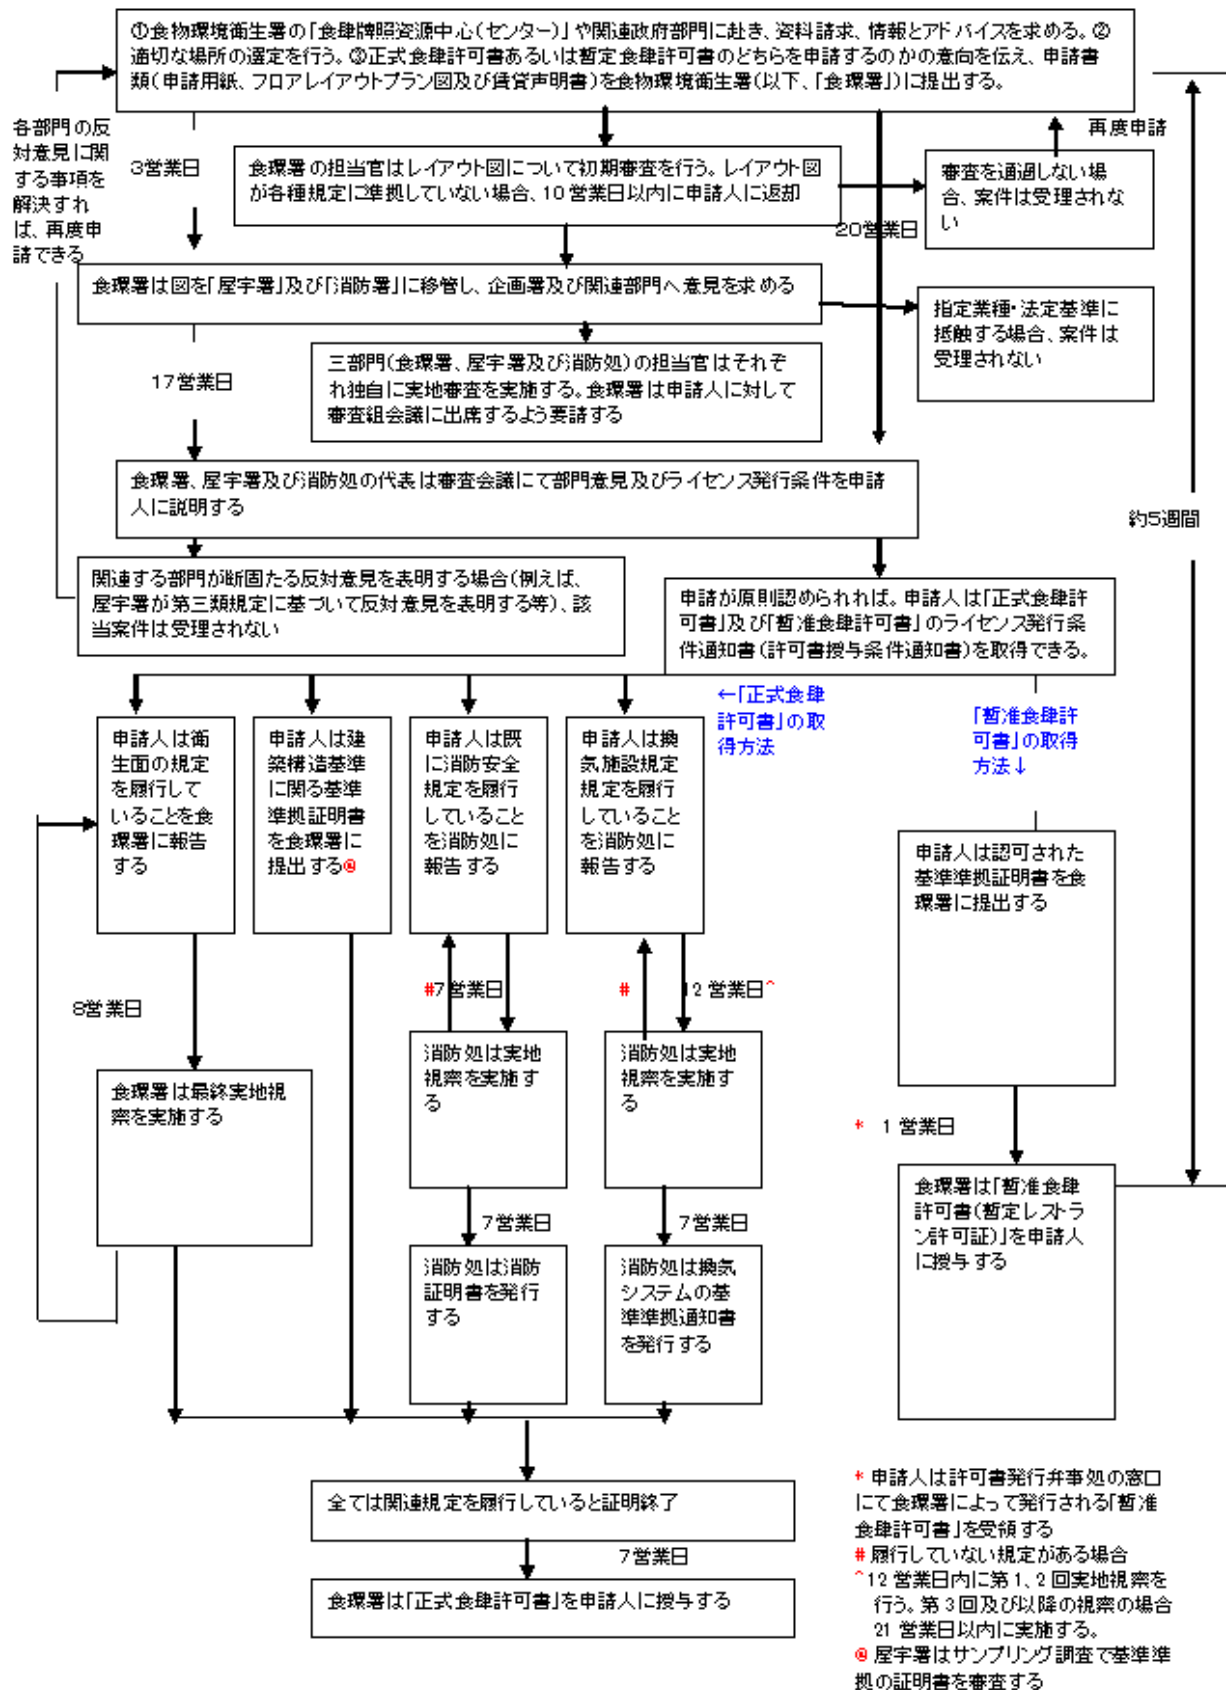 ①食物環境衛生署の「食肆牌照资源中心(センター)」や関連政府部門に赴き、資料請求、情報とアドバイスを求める。②
適切な場所の選定を行う。③正式食肆許可書あるいは暫定食肆許可書のどちらを申請するのかの意向を伝え、申請書
類(申請用紙、フロアレイアウトプラン図及び賃貸声明書)を食物環境衛生署(以下、「食環署」)に提出する。
各部門の反
対意見に関
する事項を
解決すれ
ば、再度申
請できる
3営業日
再度申請
食環署の担当官はレイアウト図について初期審査を行う。レイアウト図
が各種規定に準拠していない場合、10営業日以内に申請人に返却
審査を通過しない場
合、案件は受理されな
い
20営業日
食環署は図を「屋宇署」及び「消防署」に移管し、企画署及び関連部門へ意見を求める
指定業種・法定基準に
抵触する場合、案件は
受理されない
三部門(食環署、屋宇署及び消防処)の担当官はそれぞ
れ独自に実地審査を実施する。食環署は申請人に対して
審査組会議に出席するよう要請する
17営業日
食環署、屋宇署及び消防処の代表は審査会議にて部門意見及びライセンス発行条件を申請
人に説明する
約5週間
関連する部門が断固たる反対意見を表明する場合(例えば、
屋宇署が第三類規定に基づいて反対意見を表明する等)、該
当案件は受理されない
申請が原則認められれば。申請人は「正式食肆許
可書」及び「暫准食肆許可書」のライセンス発行条
件通知書(許可書授与条件通知書)を取得できる。
←「正式食肆
許可書」の取
得方法
「暫准食肆許
可書」の取得
方法↓
申請人は衛
生面の規定
を履行して
いることを食
環署に報告
する
申請人は建
築構造基準
に関る基準
準拠証明書
を食環署に
提出する@
申請人は既
に消防安全
規定を履行
していること
を消防処に
報告する
申請人は換
気施設規定
を履行して
いること
を消防処に
報告する
申請人は認可された
基準準拠証明書を食
環署に提出する
8営業日
#7営業日
#
12営業日^
食環署は最終実地視
察を実施する
消防処は実地
視察を実施す
る
消防処は実地
視察を実施す
る
* 1営業日
7営業日
7営業日
消防処は消防
証明書を発行
する
消防処は換気
システムの基
準準拠通知書
を発行する
食環署は「暫准食肆
許可書(暫定レストラ
ン許可証)」を申請人
に授与する
全ては関連規定を履行していると証明終了
7営業日
食環署は「正式食肆許可書」を申請人に授与する
* 申請人は許可書発行弁事処の窓口
にて食環署によって発行される「暫准
食肆許可書」を受領する
# 履行していない規定がある場合
^12営業日内に第1、2回実地視察を
行う。第3回及び以降の視察の場合
21営業日以内に実施する。
@ 屋宇署はサンプリング調査で基準準
拠の証明書を審査する